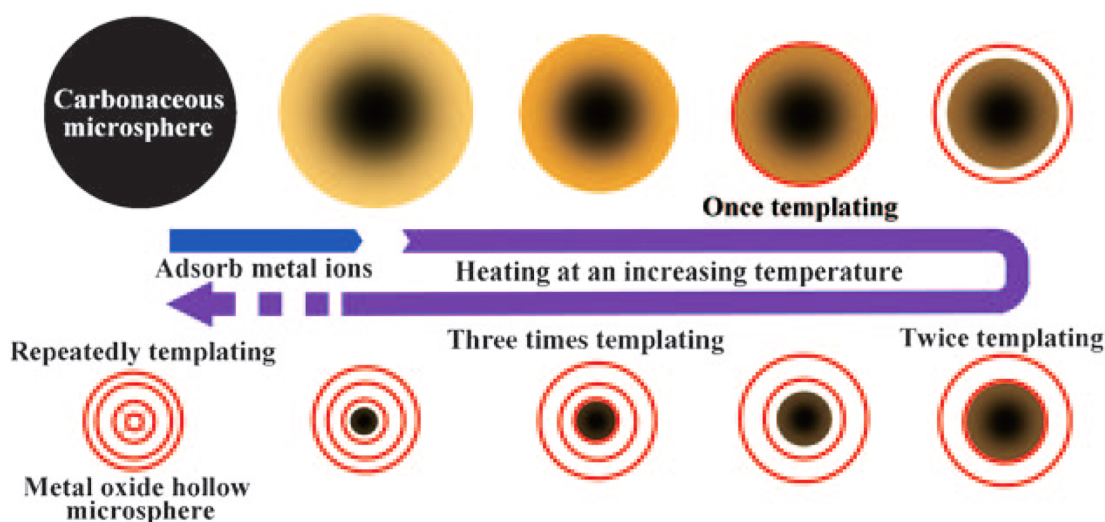 Carbonaceous
microsphere
Once templating
Adsorb metal ions
Heating at an increasing temperature
Repeatedly templating
Three times templating
Twice templating
Metal oxide hollow
microsphere